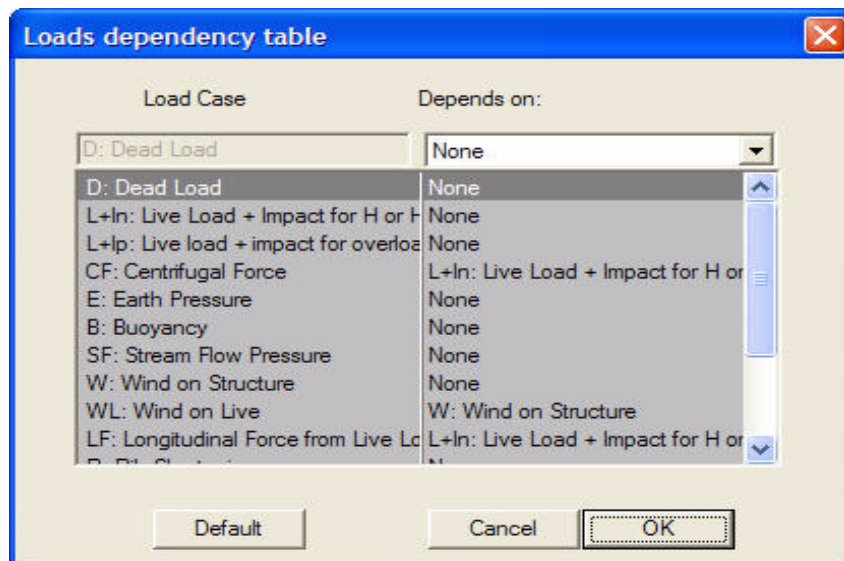 Loads dependency table
Load Case Depends on:
D: Dead Load None
D: Dead Load None
L+In: Live Load + Impact for H or H None
L+Ip: Live load + impact for overloa None
CF: Centrifugal Force L+In: Live Load + Impact for H or
E: Earth Pressure None
B: Buoyancy None
SF: Stream Flow Pressure None
W: Wind on Structure None
WL: Wind on Live W: Wind on Structure
LF: Longitudinal Force from Live Lo L+In: Live Load + Impact for H or
Default Cancel OK